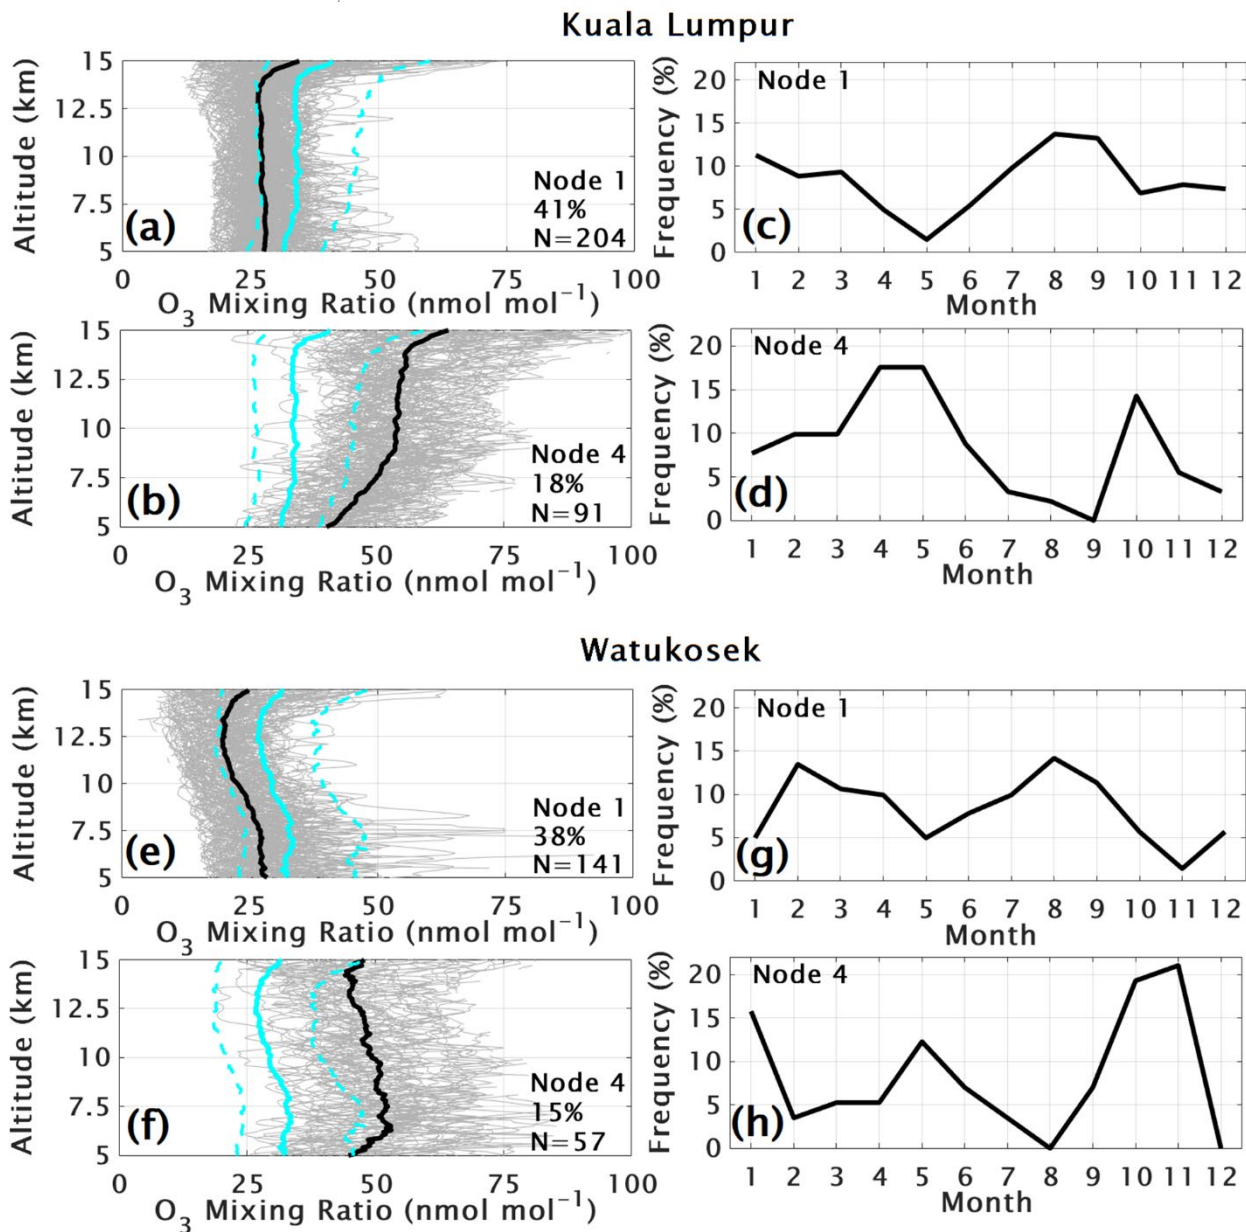 Kuala Lumpur
Altitude (km)
15
12.5
10
7.5
5
(a)
Node 1
41%
N=204
0 25 50 75 100
O₃ Mixing Ratio (nmol mol⁻¹)
Frequency (%)
20
15
10
5
0
Node 1
(c)
1 2 3 4 5 6 7 8 9 10 11 12
Month
Altitude (km)
15
12.5
10
7.5
5
(b)
Node 4
18%
N=91
0 25 50 75 100
O₃ Mixing Ratio (nmol mol⁻¹)
Frequency (%)
20
15
10
5
0
Node 4
(d)
1 2 3 4 5 6 7 8 9 10 11 12
Month
Watukosek
Altitude (km)
15
12.5
10
7.5
5
(e)
Node 1
38%
N=141
0 25 50 75 100
O₃ Mixing Ratio (nmol mol⁻¹)
Frequency (%)
20
15
10
5
0
Node 1
(g)
1 2 3 4 5 6 7 8 9 10 11 12
Month
Altitude (km)
15
12.5
10
7.5
5
(f)
Node 4
15%
N=57
0 25 50 75 100
O₃ Mixing Ratio (nmol mol⁻¹)
Frequency (%)
20
15
10
5
0
Node 4
(h)
1 2 3 4 5 6 7 8 9 10 11 12
Month